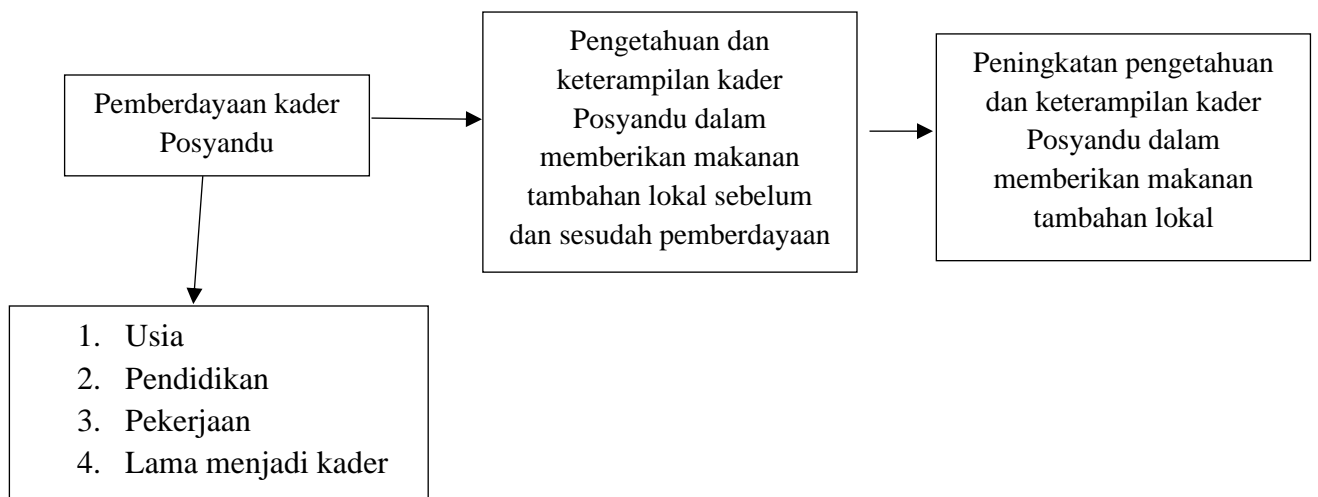 Pemberdayaan kader
Posyandu
Pengetahuan dan
keterampilan kader
Posyandu dalam
memberikan makanan
tambahan lokal sebelum
dan sesudah pemberdayaan
Peningkatan pengetahuan
dan keterampilan kader
Posyandu dalam
memberikan makanan
tambahan lokal
1. Usia
2. Pendidikan
3. Pekerjaan
4. Lama menjadi kader